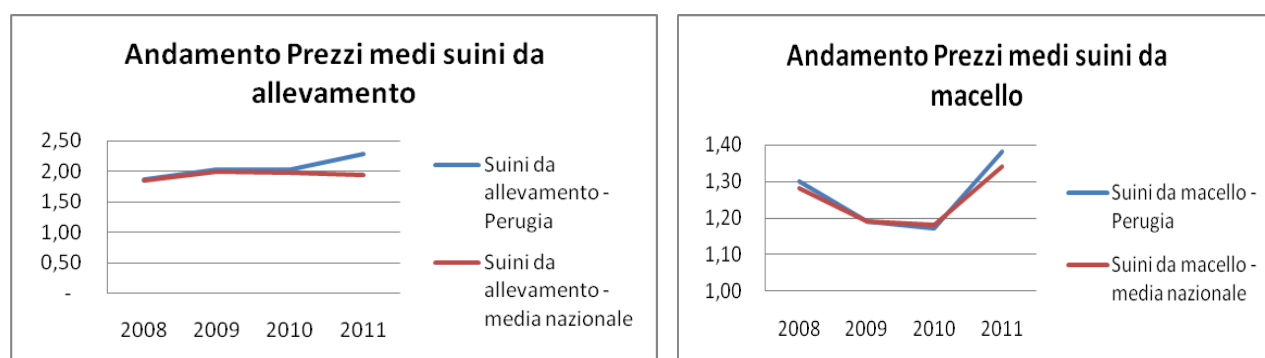 Andamento Prezzi medi suini da
allevamento
2,50
2,00
1,50
1,00
0,50
-
2008 2009 2010 2011
Suini da
allevamento -
Perugia
Suini da
allevamento -
media nazionale
Andamento Prezzi medi suini da
macello
1,40
1,30
1,20
1,10
1,00
2008 2009 2010 2011
Suini da macello -
Perugia
Suini da macello -
media nazionale